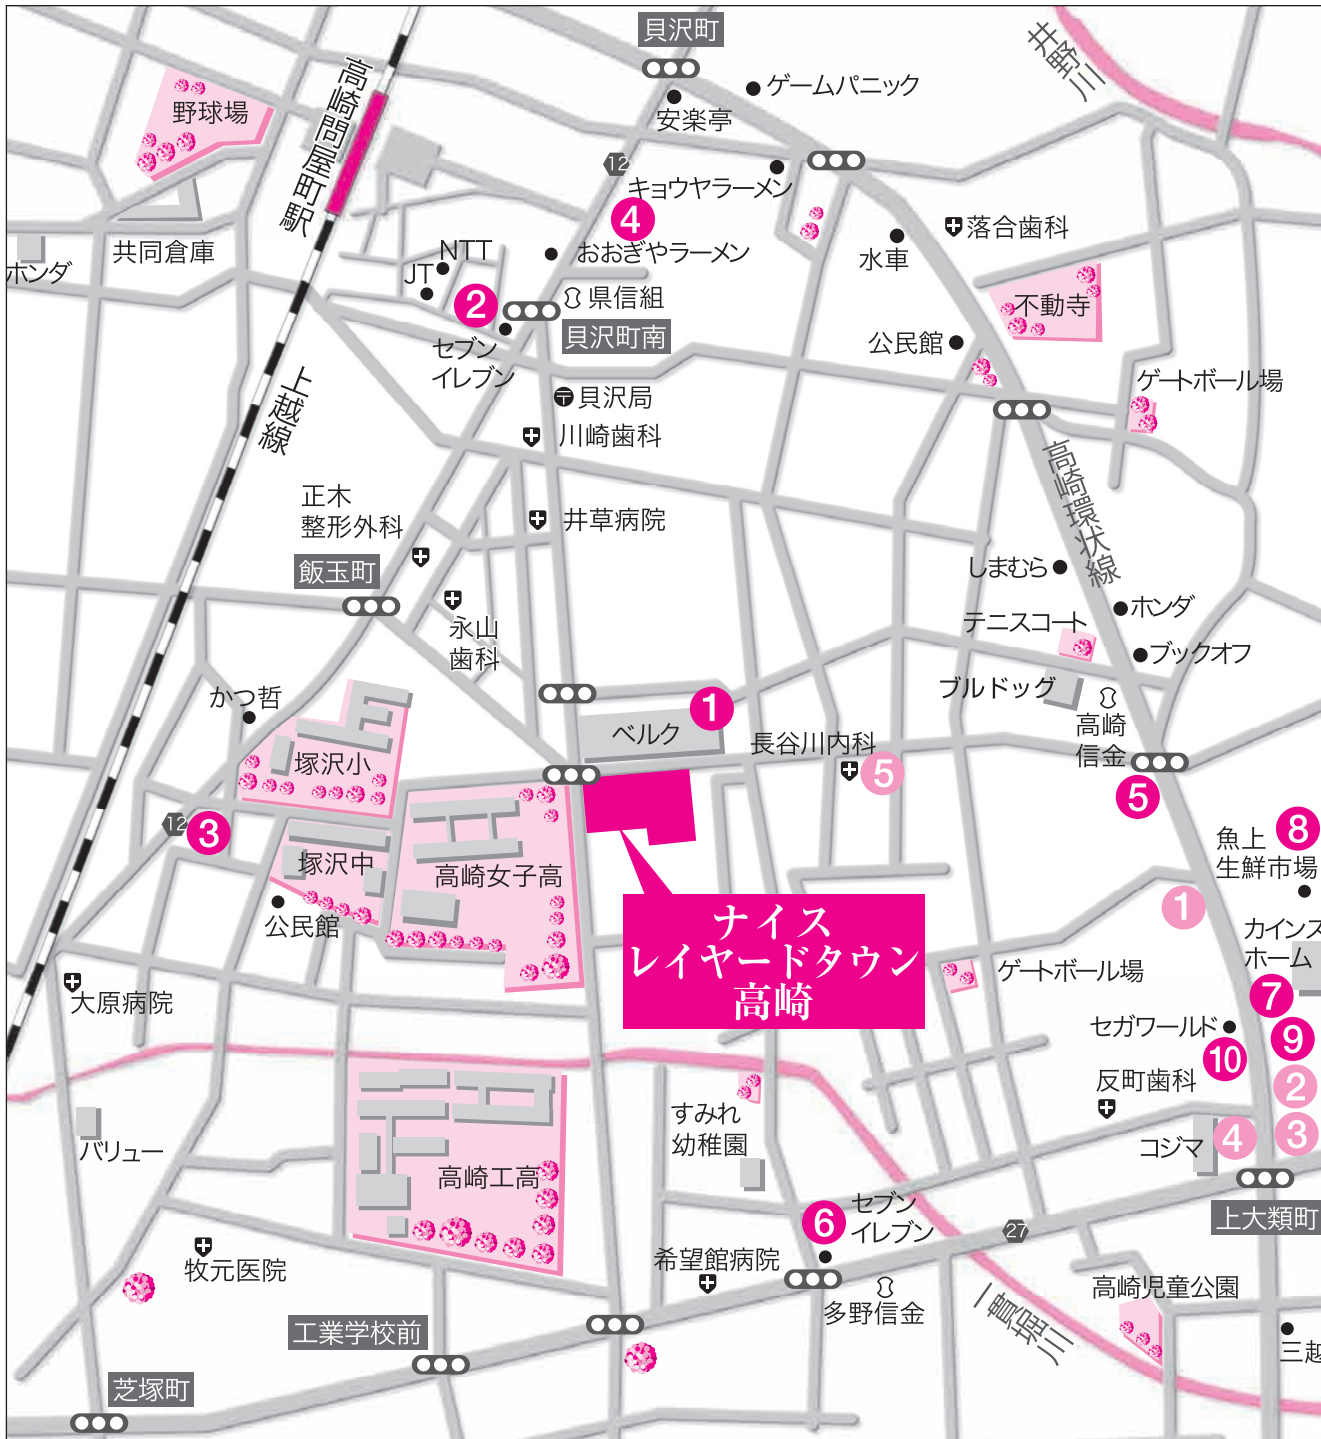 貝沢町
井野川
ゲームパニック
安楽亭
高崎問屋町駅
野球場
12
キョウヤラーメン
4
落合歯科
水車
共同倉庫
ホンダ
NTT
JT
おおぎやラーメン
2
県信組
貝沢町南
不動寺
公民館
セブン
イレブン
上越線
貝沢局
ゲートボール場
川崎歯科
高崎環状線
正木
整形外科
井草病院
飯玉町
しまむら
ホンダ
永山
歯科
テニスコート
ブックオフ
かつ哲
ブルドッグ
1
ベルク
高崎
信金
長谷川内科
5
塚沢小
5
12
3
魚上
生鮮市場
8
塚沢中
高崎女子高
1
公民館
ナイス
レイヤードタウン
高崎
カインズ
ホーム
ゲートボール場
大原病院
7
セガワールド
9
10
反町歯科
2
すみれ
幼稚園
バリュー
コジマ
4
3
高崎工高
6
セブン
イレブン
27
上大類町
牧元医院
希望館病院
多野信金
一貫堀川
高崎児童公園
工業学校前
三越
芝塚町